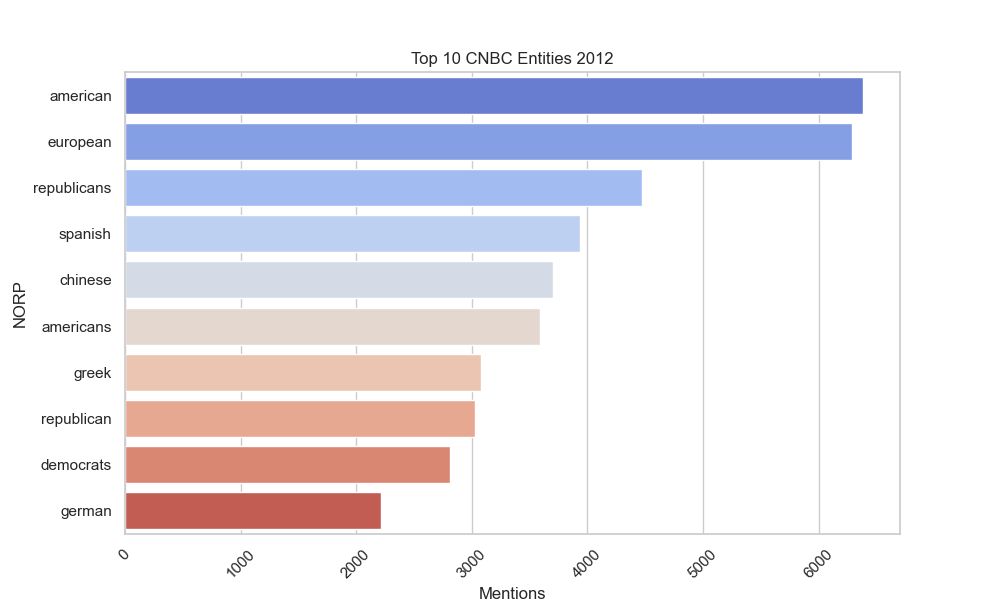 Top 10 CNBC Entities 2012
american
european
republicans
spanish
chinese
americans
greek
republican
democrats
german
NORP
0
1000
2000
3000
4000
5000
6000
Mentions